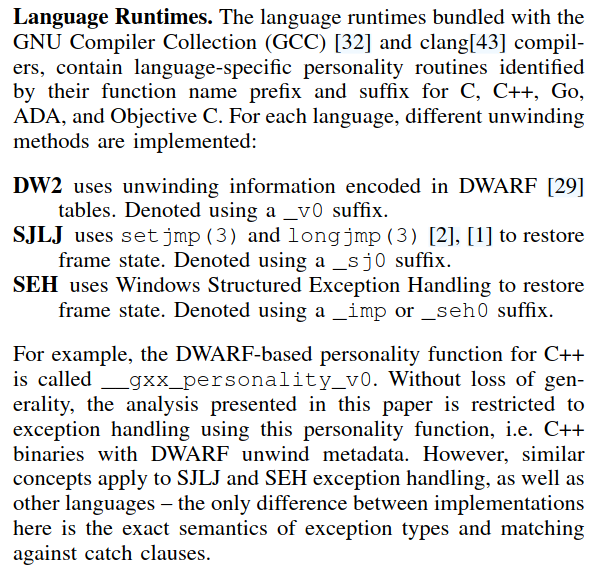 Language Runtimes. The language runtimes bundled with the
GNU Compiler Collection (GCC) [32] and clang[43] compil-
ers, contain language-specific personality routines identified
by their function name prefix and suffix for C, C++, Go,
ADA, and Objective C. For each language, different unwinding
methods are implemented:
DW2 uses unwinding information encoded in DWARF [29]
tables. Denoted using a _v0 suffix.
SJLJ uses setjmp(3) and longjmp(3) [2], [1] to restore
frame state. Denoted using a _sj0 suffix.
SEH uses Windows Structured Exception Handling to restore
frame state. Denoted using a _imp or _seh0 suffix.
For example, the DWARF-based personality function for C++
is called __gxx_personality_v0. Without loss of gen-
erality, the analysis presented in this paper is restricted to
exception handling using this personality function, i.e. C++
binaries with DWARF unwind metadata. However, similar
concepts apply to SJLJ and SEH exception handling, as well as
other languages – the only difference between implementations
here is the exact semantics of exception types and matching
against catch clauses.